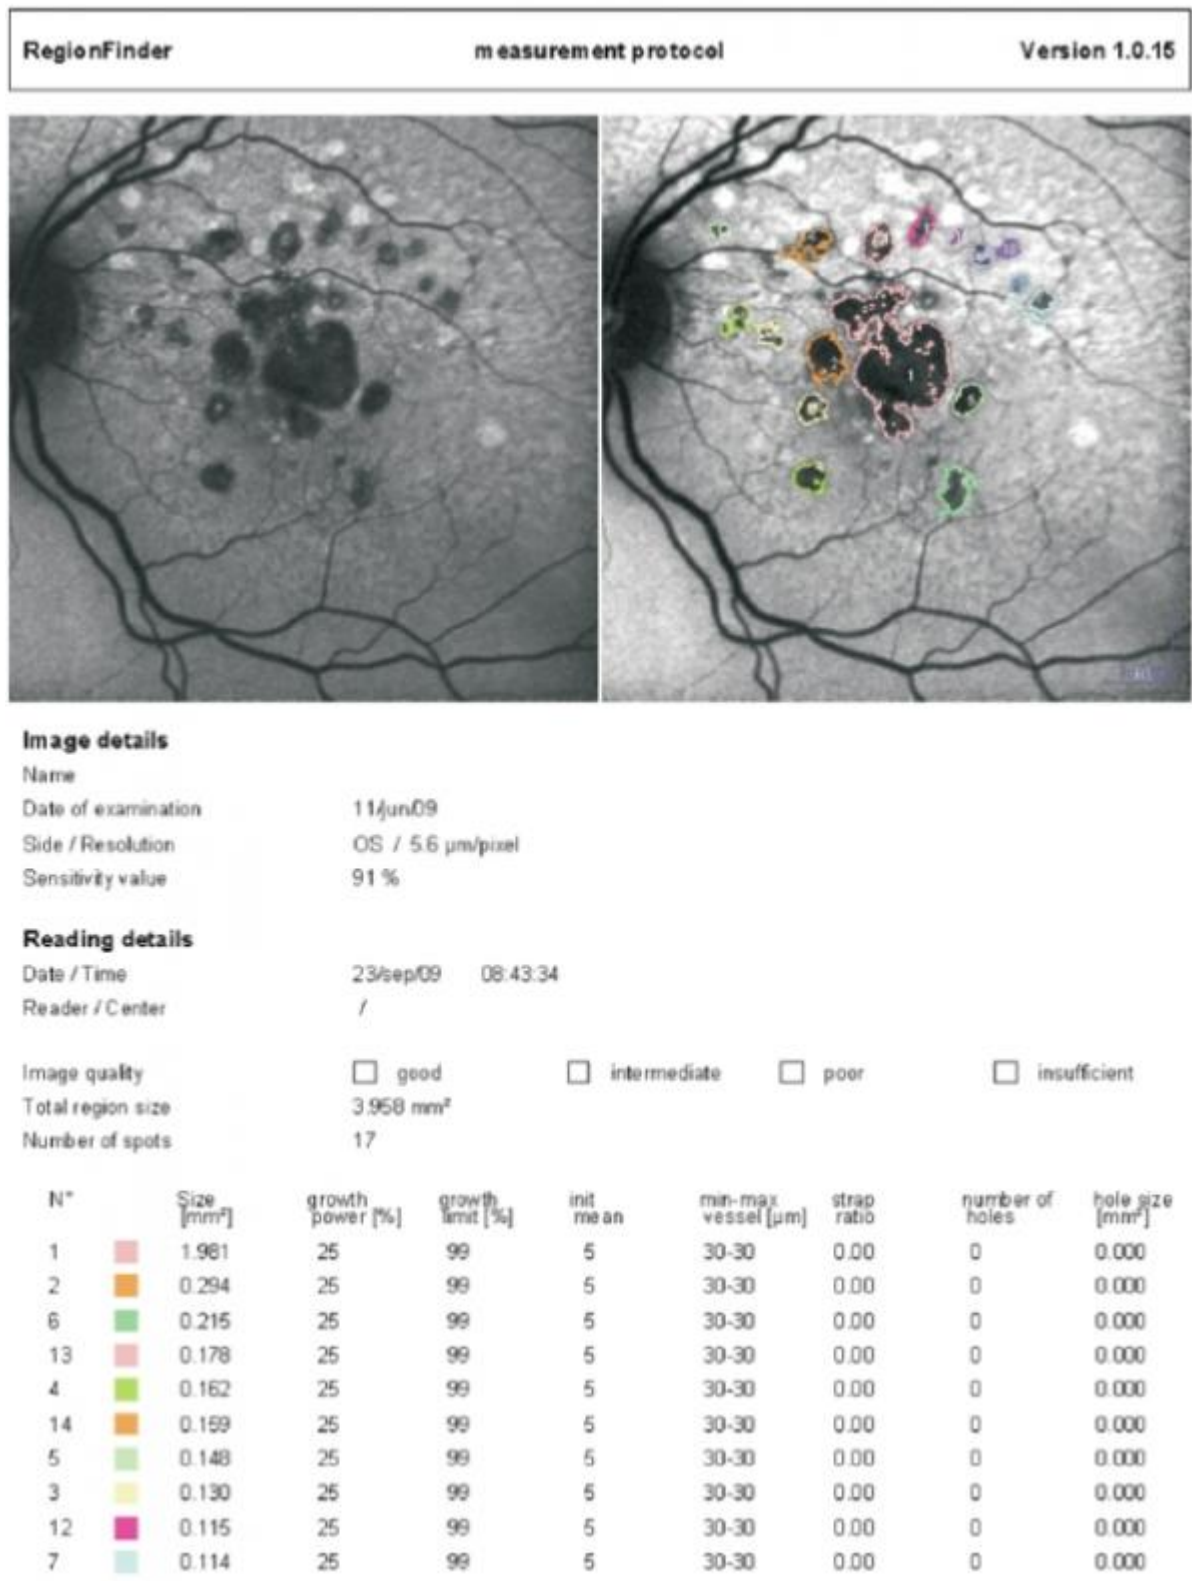 RegionFinder measurement protocol Version 1.0.15
Image details
Name
Date of examination 11/jun/09
Side / Resolution OS / 5.6 µm/pixel
Sensitivity value 91 %
Reading details
Date / Time 23/sep/09 08:43:34
Reader / Center /
Image quality good intermediate poor insufficient
Total region size 3.958 mm²
Number of spots 17
N° Size [mm²] growth power [%] growth limit [%] init mean min-max vessel [µm] strap ratio number of holes hole size [mm²]
1 1.981 25 99 5 30-30 0.00 0 0.000
2 0.294 25 99 5 30-30 0.00 0 0.000
6 0.215 25 99 5 30-30 0.00 0 0.000
13 0.178 25 99 5 30-30 0.00 0 0.000
4 0.162 25 99 5 30-30 0.00 0 0.000
14 0.159 25 99 5 30-30 0.00 0 0.000
5 0.148 25 99 5 30-30 0.00 0 0.000
3 0.130 25 99 5 30-30 0.00 0 0.000
12 0.115 25 99 5 30-30 0.00 0 0.000
7 0.114 25 99 5 30-30 0.00 0 0.000